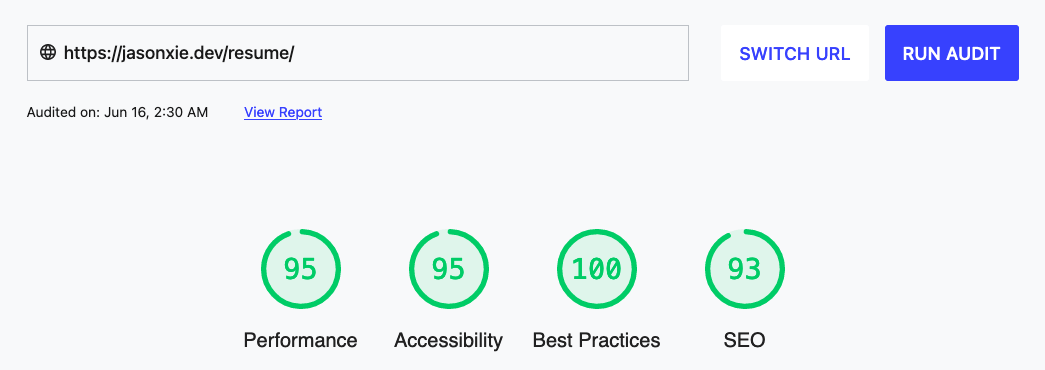 https://jasonxie.dev/resume/ SWITCH URL RUN AUDIT
Audited on: Jun 16, 2:30 AM View Report
95 95 100 93
Performance Accessibility Best Practices SEO